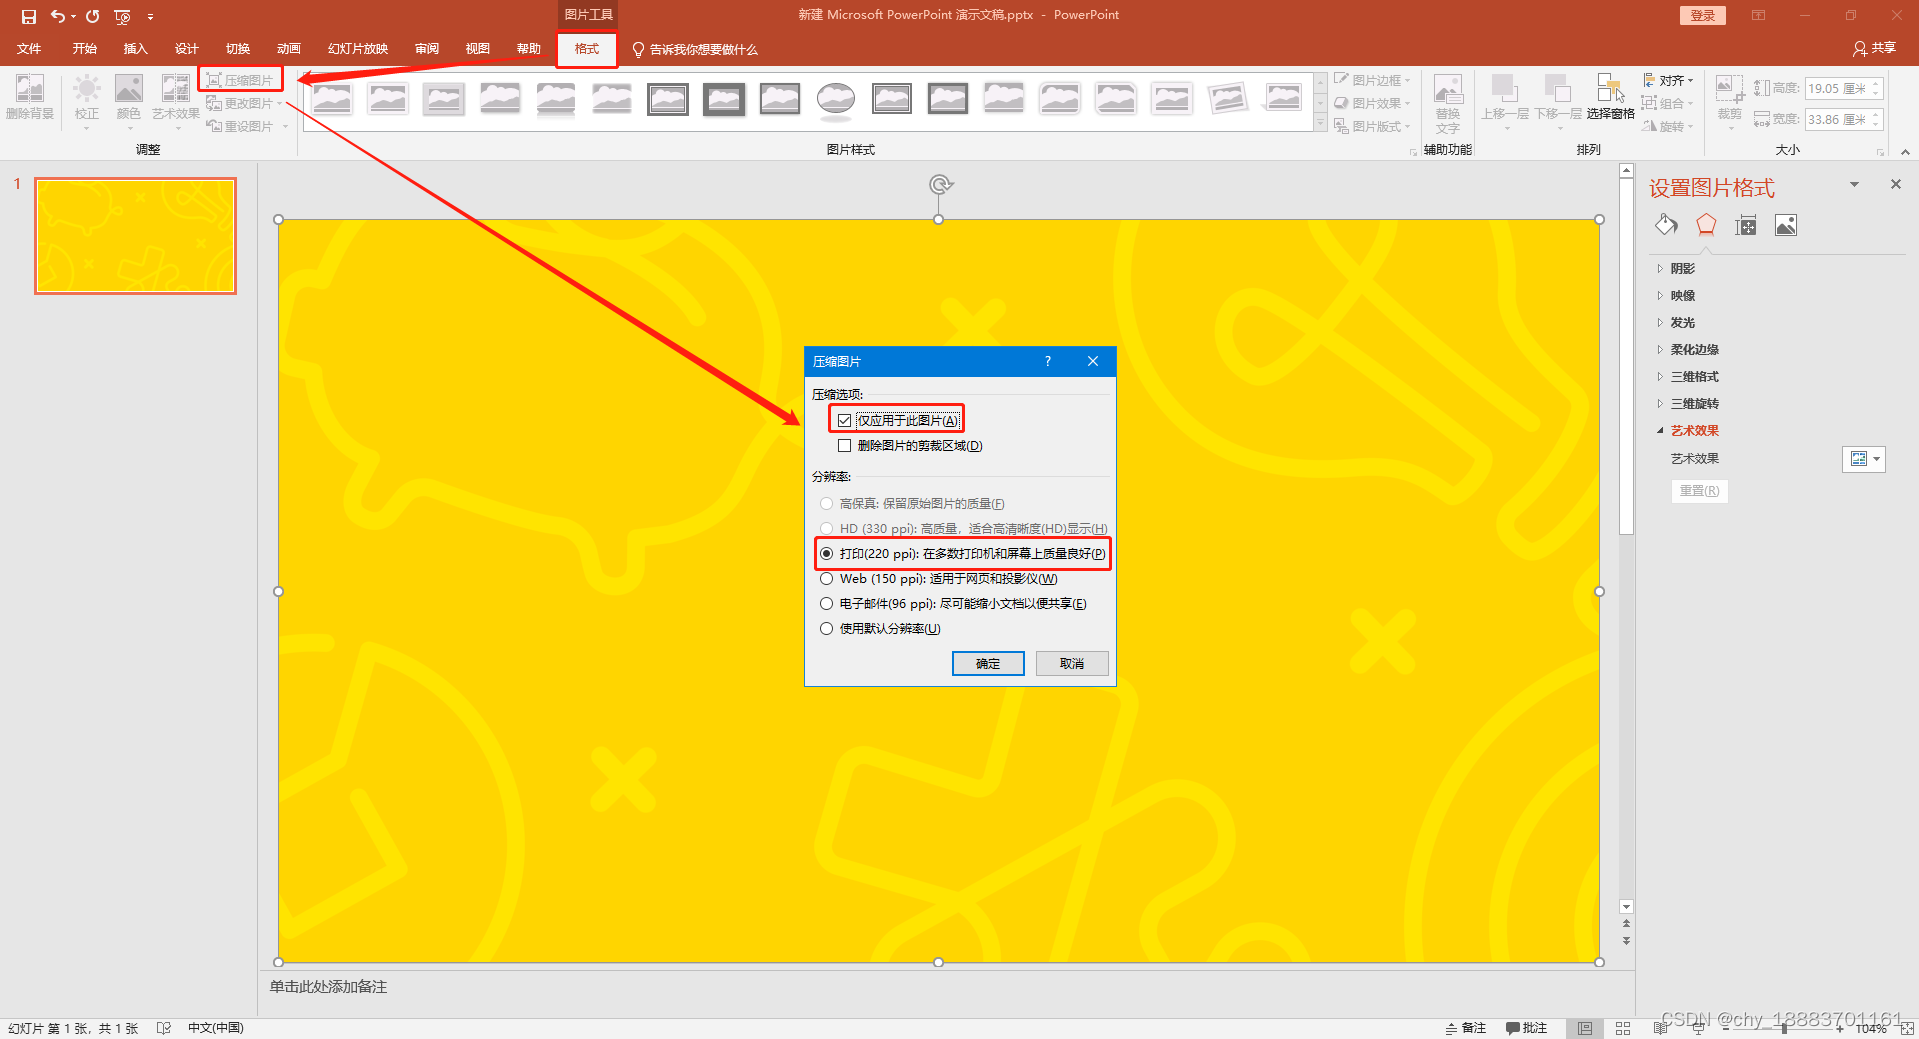 图片工具
新建 Microsoft PowerPoint 演示文稿.pptx - PowerPoint
登录
文件 开始 插入 设计 切换 动画 幻灯片放映 审阅 视图 帮助 格式 告诉我你想要做什么
共享
删除背景
校正
颜色
艺术效果
压缩图片
更改图片
重设图片
调整
图片边框
图片效果
图片版式
图片样式
替换
文字
辅助功能
上移一层
下移一层
选择窗格
对齐
组合
旋转
排列
裁剪
高度: 19.05 厘米
宽度: 33.86 厘米
大小
1
压缩图片 ?
压缩选项:
仅应用于此图片(A)
删除图片的剪裁区域(D)
分辨率:
高保真: 保留原始图片的质量(F)
HD (330 ppi): 高质量，适合高清晰度(HD)显示(H)
打印(220 ppi): 在多数打印机和屏幕上质量良好(P)
Web (150 ppi): 适用于网页和投影仪(W)
电子邮件(96 ppi): 尽可能缩小文档以便共享(E)
使用默认分辨率(U)
确定 取消
设置图片格式
阴影
映像
发光
柔化边缘
三维格式
三维旋转
艺术效果
艺术效果
重置(R)
单击此处添加备注
幻灯片 第 1 张，共 1 张 中文(中国)
备注 批注
104%
CSDN @chy_18883701161